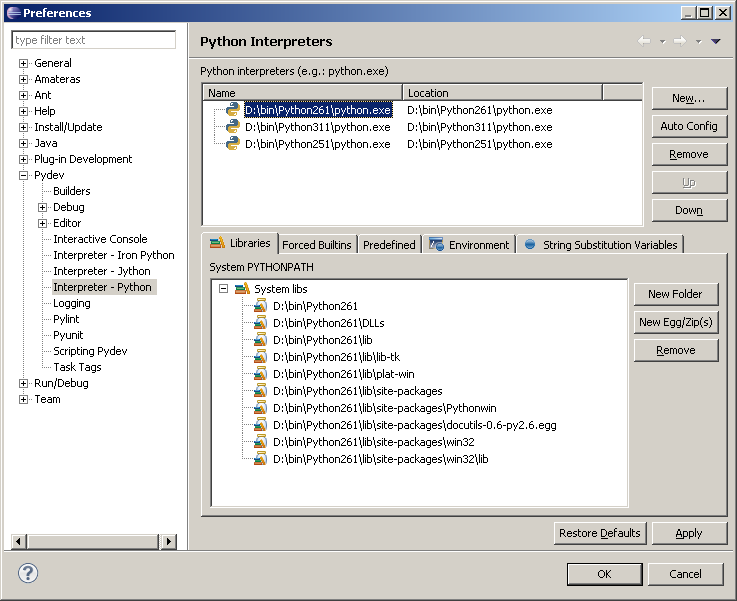 Preferences
type filter text
General
Amateras
Ant
Help
Install/Update
Java
Plug-in Development
Pydev
Builders
Debug
Editor
Interactive Console
Interpreter - Iron Python
Interpreter - Jython
Interpreter - Python
Logging
Pylint
Pyunit
Scripting Pydev
Task Tags
Run/Debug
Team
Python Interpreters
Python interpreters (e.g.: python.exe)
Name Location
D:\bin\Python261\python.exe D:\bin\Python261\python.exe
D:\bin\Python311\python.exe D:\bin\Python311\python.exe
D:\bin\Python251\python.exe D:\bin\Python251\python.exe
New...
Auto Config
Remove
Up
Down
Libraries Forced Builtins Predefined Environment String Substitution Variables
System PYTHONPATH
System libs
D:\bin\Python261
D:\bin\Python261\DLLs
D:\bin\Python261\lib
D:\bin\Python261\lib\lib-tk
D:\bin\Python261\lib\plat-win
D:\bin\Python261\lib\site-packages
D:\bin\Python261\lib\site-packages\Pythonwin
D:\bin\Python261\lib\site-packages\docutils-0.6-py2.6.egg
D:\bin\Python261\lib\site-packages\win32
D:\bin\Python261\lib\site-packages\win32\lib
New Folder
New Egg/Zip(s)
Remove
Restore Defaults Apply
? OK Cancel